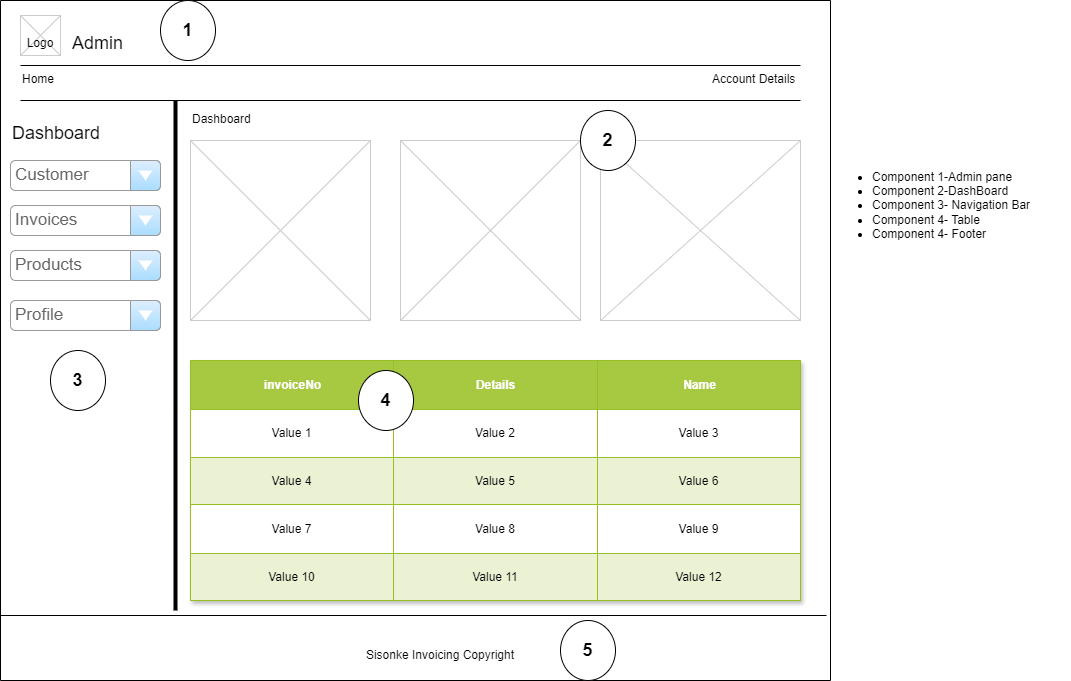 1
Logo Admin
Home Account Details
Dashboard
Customer
Invoices
Products
Profile
3
Dashboard
2
invoiceNo Details Name
4
Value 1 Value 2 Value 3
Value 4 Value 5 Value 6
Value 7 Value 8 Value 9
Value 10 Value 11 Value 12
Sisonke Invoicing Copyright
5
Component 1-Admin pane
Component 2-DashBoard
Component 3- Navigation Bar
Component 4- Table
Component 4- Footer